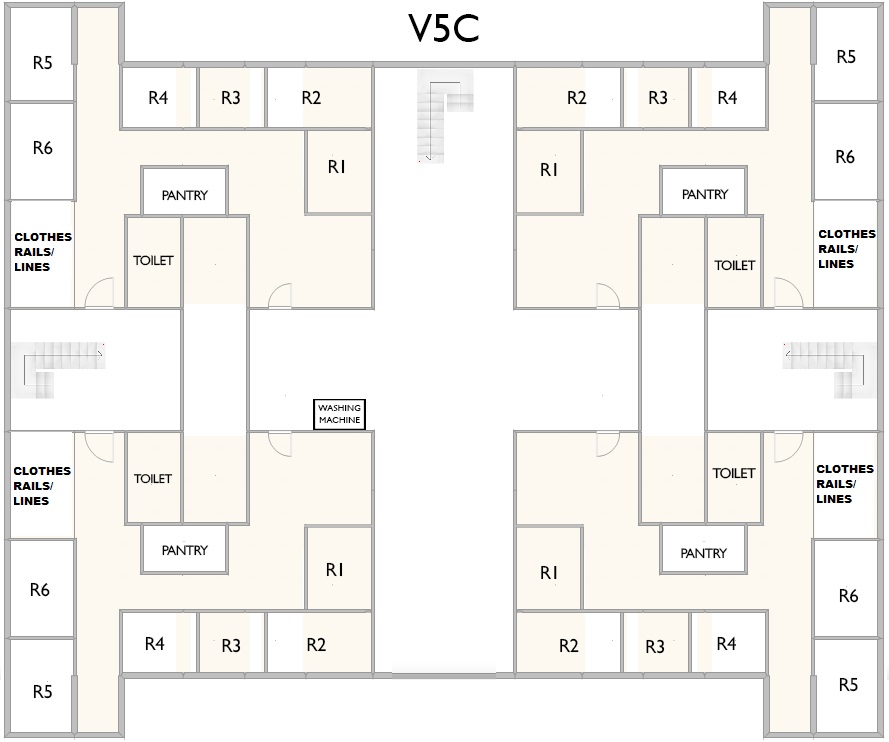 V5C
R5
R4
R3
R2
R2
R3
R4
R5
R6
R1
R1
R6
PANTRY
PANTRY
CLOTHES
RAILS/
LINES
TOILET
TOILET
CLOTHES
RAILS/
LINES
WASHING
MACHINE
CLOTHES
RAILS/
LINES
TOILET
TOILET
CLOTHES
RAILS/
LINES
PANTRY
PANTRY
R6
R1
R1
R6
R4
R3
R2
R2
R3
R4
R5
R5